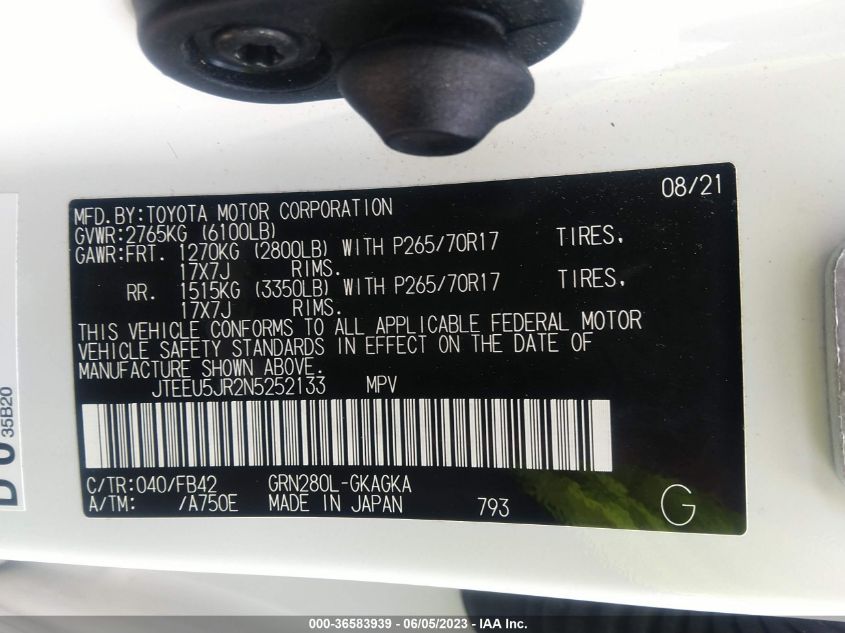 08/21
MFD.BY:TOYOTA MOTOR CORPORATION
GVWR:2765KG (6100LB)
GAWR:FRT. 1270KG (2800LB) WITH P265/70R17 TIRES,
17X7J RIMS.
RR. 1515KG (3350LB) WITH P265/70R17 TIRES,
17X7J RIMS.
THIS VEHICLE CONFORMS TO ALL APPLICABLE FEDERAL MOTOR
VEHICLE SAFETY STANDARDS IN EFFECT ON THE DATE OF
MANUFACTURE SHOWN ABOVE.
JTEEU5JR2N5252133 MPV
C/TR:040/FB42 GRN280L-GKAGKA
A/TM: /A750E MADE IN JAPAN 793
G
35B20
000-36583939 - 06/05/2023 - IAA Inc.